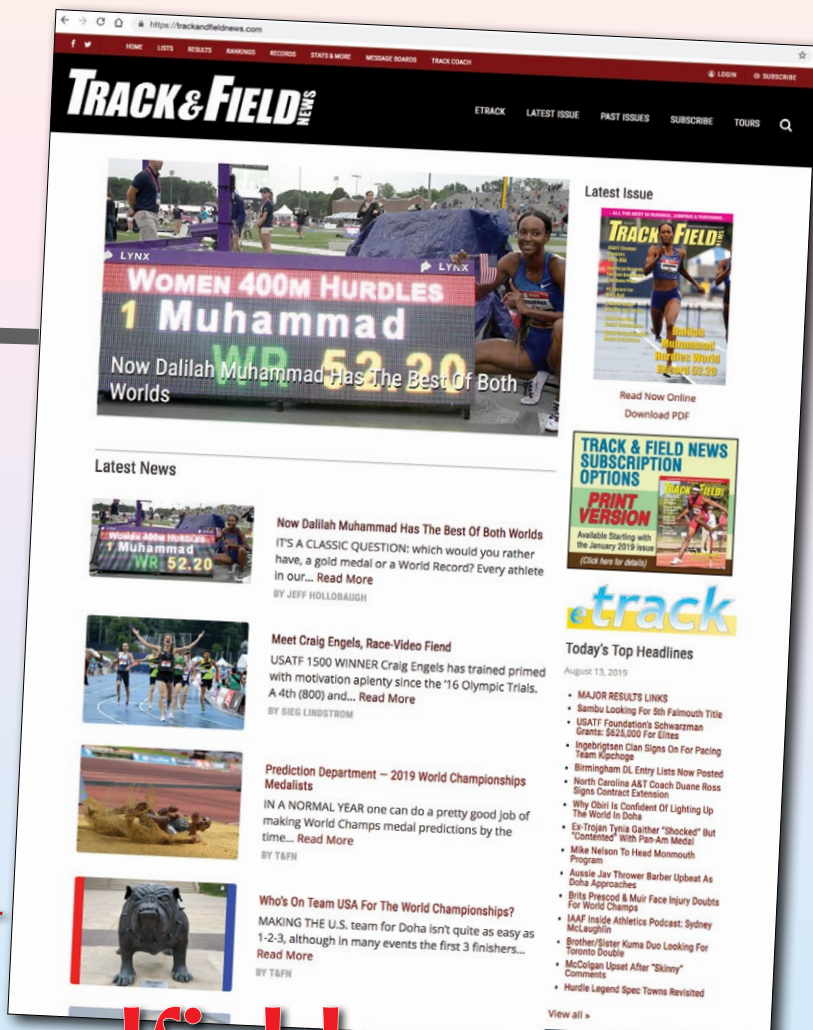 https://trackandfieldnews.com
HOME LISTS RESULTS RANKINGS RECORDS STATS & MORE MESSAGE BOARDS TRACK COACH
LOGIN SUBSCRIBE
TRACK & FIELD NEWS
ETRACK LATEST ISSUE PAST ISSUES SUBSCRIBE TOURS
LYNX LYNX
WOMEN 400M HURDLES
1 Muhammad
WR 52.20
Now Dalilah Muhammad Has The Best Of Both
Worlds
Latest Issue
TRACK & FIELD NEWS
Dalilah
Muhammad
Hurdles World
Record 52.20
Read Now Online
Download PDF
TRACK & FIELD NEWS
SUBSCRIPTION
OPTIONS
PRINT
VERSION
Available Starting with
the January 2019 issue
(Click here for details)
etrack
Latest News
WOMEN 400M HURDLES
1 Muhammad
WR 52.20
Now Dalilah Muhammad Has The Best Of Both Worlds
IT'S A CLASSIC QUESTION: which would you rather
have, a gold medal or a World Record? Every athlete
in our... Read More
BY JEFF HOLLOBAUGH
Meet Craig Engels, Race-Video Fiend
USATF 1500 WINNER Craig Engels has trained primed
with motivation aplenty since the '16 Olympic Trials.
A 4th (800) and... Read More
BY SIEG LINDSTROM
Prediction Department — 2019 World Championships
Medalists
IN A NORMAL YEAR one can do a pretty good job of
making World Champs medal predictions by the
time... Read More
BY T&FN
Who's On Team USA For The World Championships?
MAKING THE U.S. team for Doha isn't quite as easy as
1-2-3, although in many events the first 3 finishers...
Read More
BY T&FN
Today's Top Headlines
August 13, 2019
• MAJOR RESULTS LINKS
• Sambu Looking For 5th Falmouth Title
• USATF Foundation's Schwarzman
Grants: $625,000 For Elites
• Ingebrigtsen Clan Signs On For Pacing
Team Kipchoge
• Birmingham DL Entry Lists Now Posted
• North Carolina A&T Coach Duane Ross
Signs Contract Extension
• Why Obiri Is Confident Of Lighting Up
The World In Doha
• Ex-Trojan Tynia Gaither "Shocked" But
"Contented" With Pan-Am Medal
• Mike Nelson To Head Monmouth
Program
• Aussie Jav Thrower Barber Upbeat As
Doha Approaches
• Brits Prescod & Muir Face Injury Doubts
For World Champs
• IAAF Inside Athletics Podcast: Sydney
McLaughlin
• Brother/Sister Kuma Duo Looking For
Toronto Double
• McColgan Upset After "Skinny"
Comments
• Hurdle Legend Spec Towns Revisited
View all »